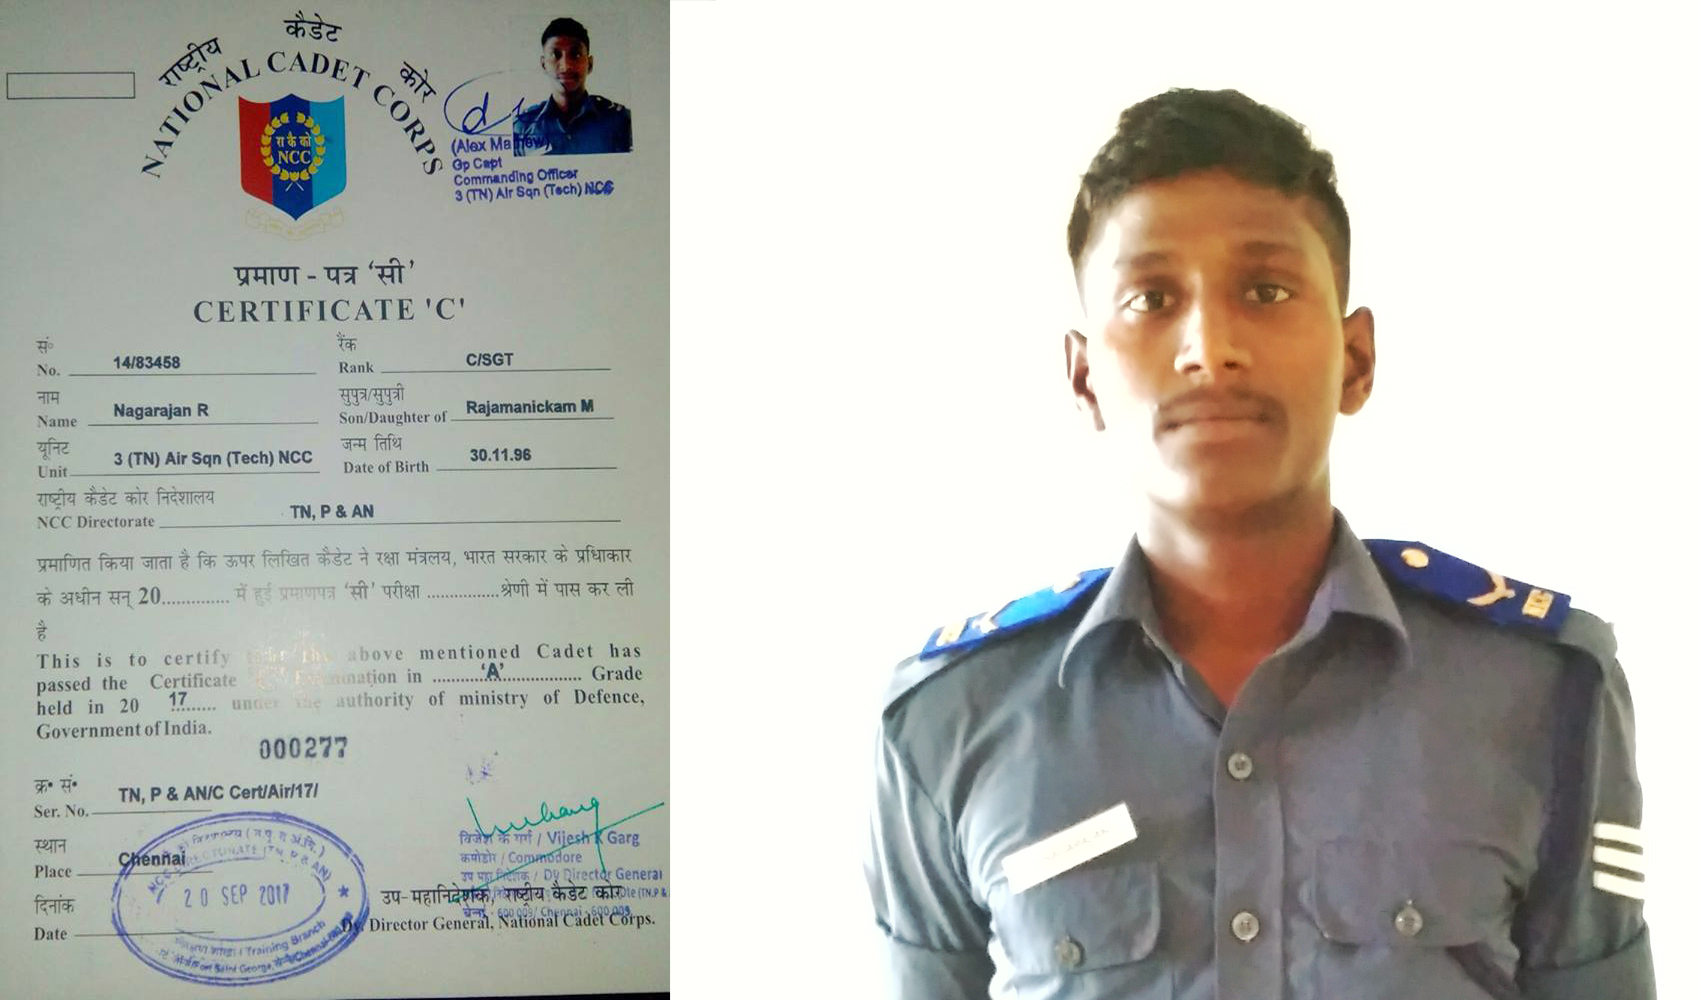 राष्ट्रीय कैडेट कोर
NATIONAL CADET CORPS
रा के को
NCC
(Alex Mathew)
Gp Capt
Commanding Officer
3 (TN) Air Sqn (Tech) NCC
प्रमाण - पत्र ‘सी’
CERTIFICATE 'C'
सं॰ रैंक
No. 14/83458 Rank C/SGT
नाम सुपुत्र/सुपुत्री
Name Nagarajan R Son/Daughter of Rajamanickam M
यूनिट जन्म तिथि
Unit 3 (TN) Air Sqn (Tech) NCC Date of Birth 30.11.96
राष्ट्रीय कैडेट कोर निदेशालय
NCC Directorate TN, P & AN
प्रमाणित किया जाता है कि ऊपर लिखित कैडेट ने रक्षा मंत्रलय, भारत सरकार के प्रधिाकार
के अधीन सन् 20.............. में हुई प्रमाणपत्र ‘सी’ परीक्षा ...............श्रेणी में पास कर ली
है
This is to certify the above mentioned Cadet has
passed the Certificate Examination in ............‘A’.................. Grade
held in 20 17 under the authority of ministry of Defence,
Government of India.
000277
क्र॰ सं॰
Ser. No. TN, P & AN/C Cert/Air/17/
स्थान
Place Chennai
दिनांक
Date
DIRECTORATE (TN, P & AN)
20 SEP 2017
Training Branch
Fort Saint George,
विजेश के गर्ग / Vijesh K Garg
कमोडोर / Commodore
उप महा निदेशक / Dy Director General
उप-महानिदेशक, राष्ट्रीय कैडेट कोर
चेन्नई - 600 009/ Chennai - 600 009.
Dy. Director General, National Cadet Corps.